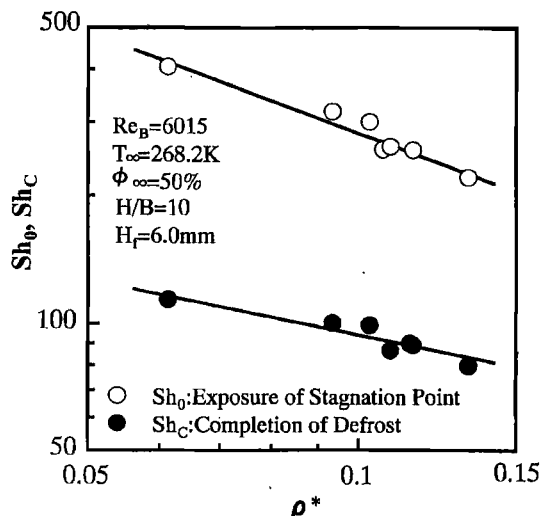 500
Re_B=6015
T_∞=268.2K
ϕ_∞=50%
H/B=10
H_f=6.0mm
Sh_0, Sh_C
100
○ Sh_0:Exposure of Stagnation Point
● Sh_C:Completion of Defrost
50
0.05 0.1 0.15
ρ*